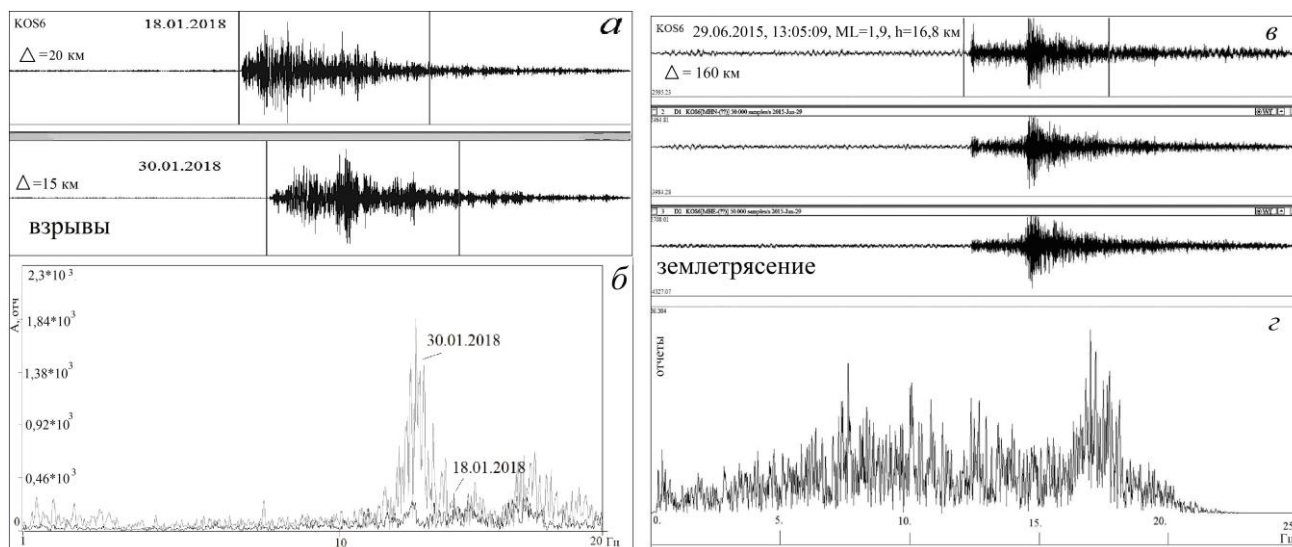 KOS6
18.01.2018
а
△ =20 км
30.01.2018
△ =15 км
взрывы
2,3*10³
б
А, отч
1,84*10³
30.01.2018
1,38*10³
0,92*10³
18.01.2018
0,46*10³
0
1
10
20
Гц
KOS6
29.06.2015, 13:05:09, ML=1,9, h=16,8 км
в
△ = 160 км
землетрясение
г
отчеты
0.
5.
10.
15.
20.
25
Гц